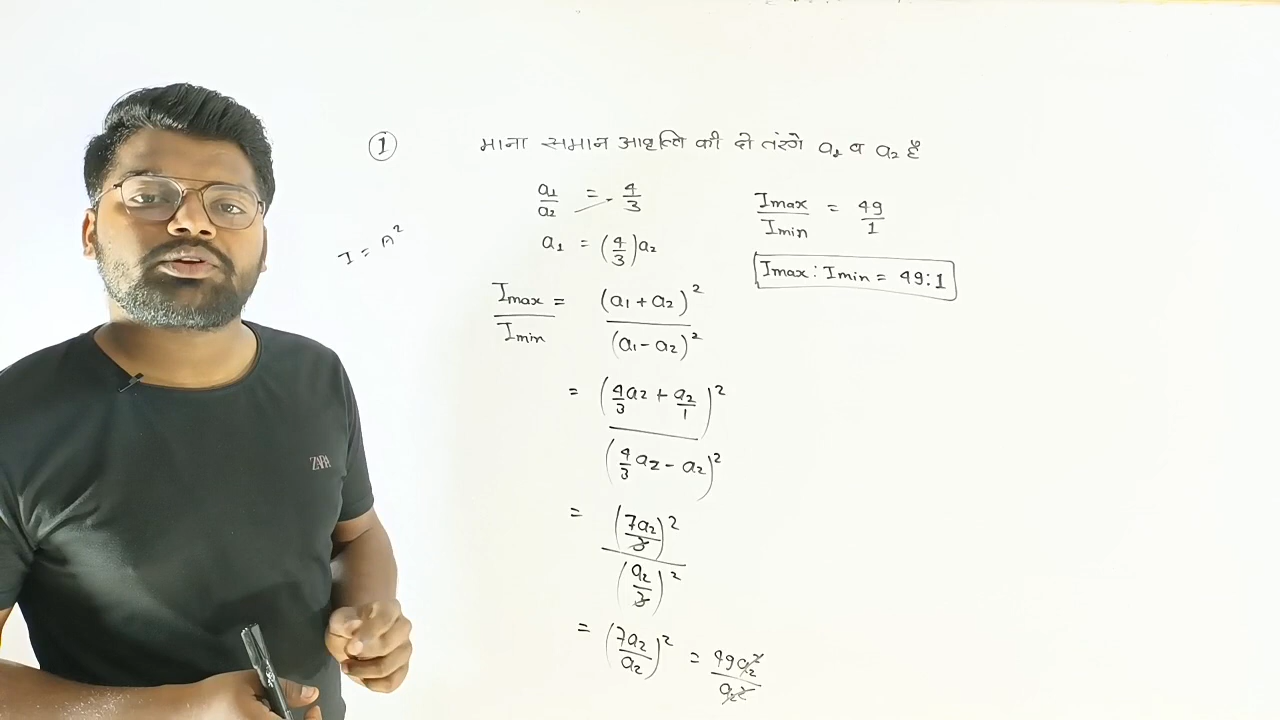 ① माना समान आवृत्ति की दो तरंगे a₁ व a₂ है
a₁/a₂ = 4/3
a₁ = (4/3)a₂
I = A²
Imax/Imin = (a₁ + a₂)²/(a₁ - a₂)²
= (4/3 a₂ + a₂/1)²/(4/3 a₂ - a₂)²
= (7a₂/3)²/(a₂/3)²
= (7a₂/a₂)² = 49a₂²/a₂²
Imax/Imin = 49/1
Imax : Imin = 49:1
ZARA